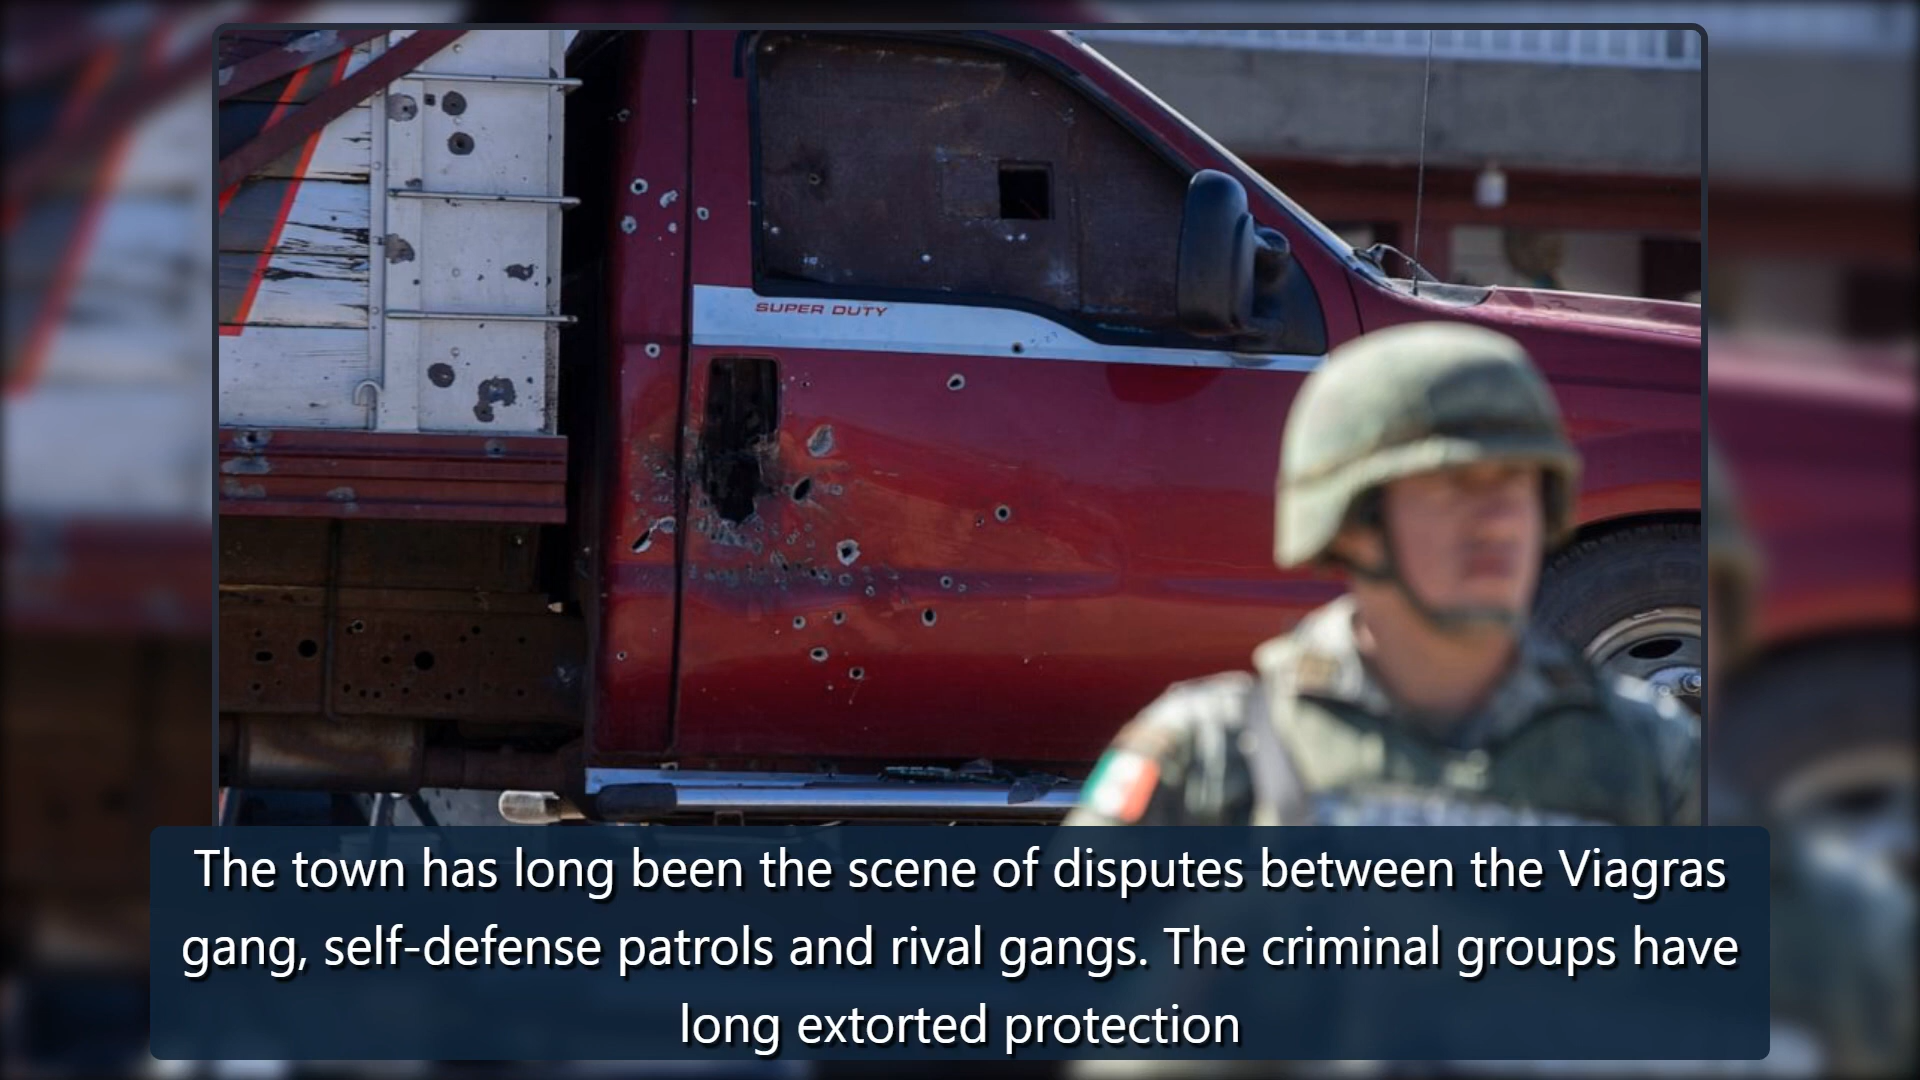 SUPER DUTY
The town has long been the scene of disputes between the Viagras
gang, self-defense patrols and rival gangs. The criminal groups have
long extorted protection